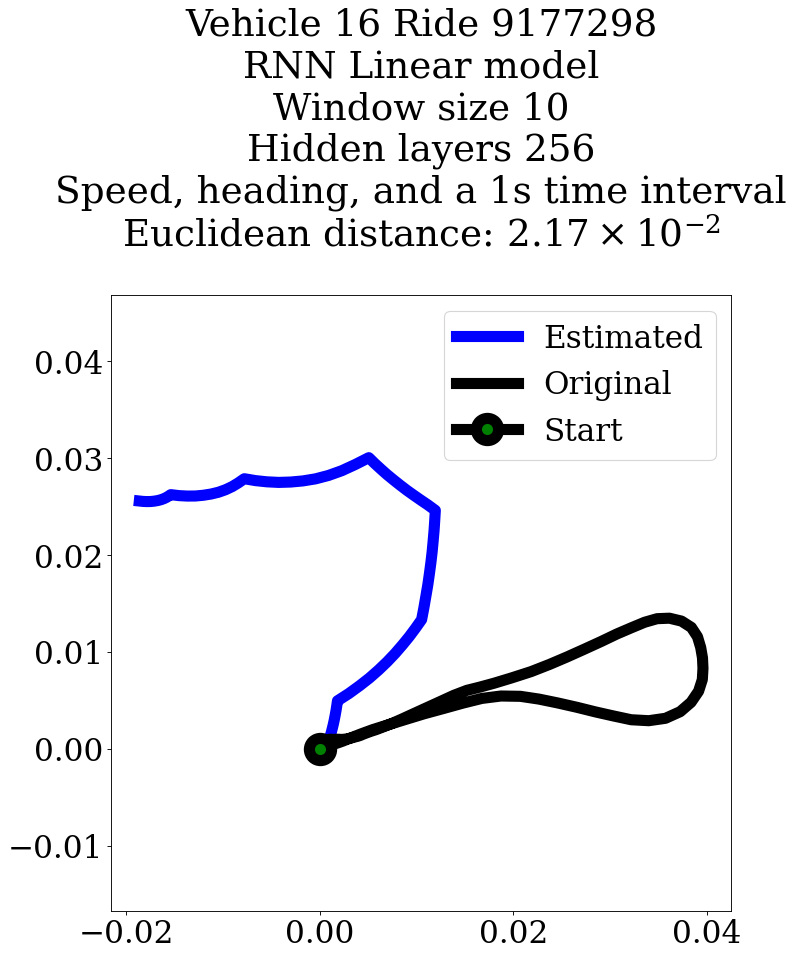 Vehicle 16 Ride 9177298
RNN Linear model
Window size 10
Hidden layers 256
Speed, heading, and a 1s time interval
Euclidean distance: 2.17 × 10⁻²
Estimated
Original
Start
0.04
0.03
0.02
0.01
0.00
−0.01
−0.02
0.00
0.02
0.04